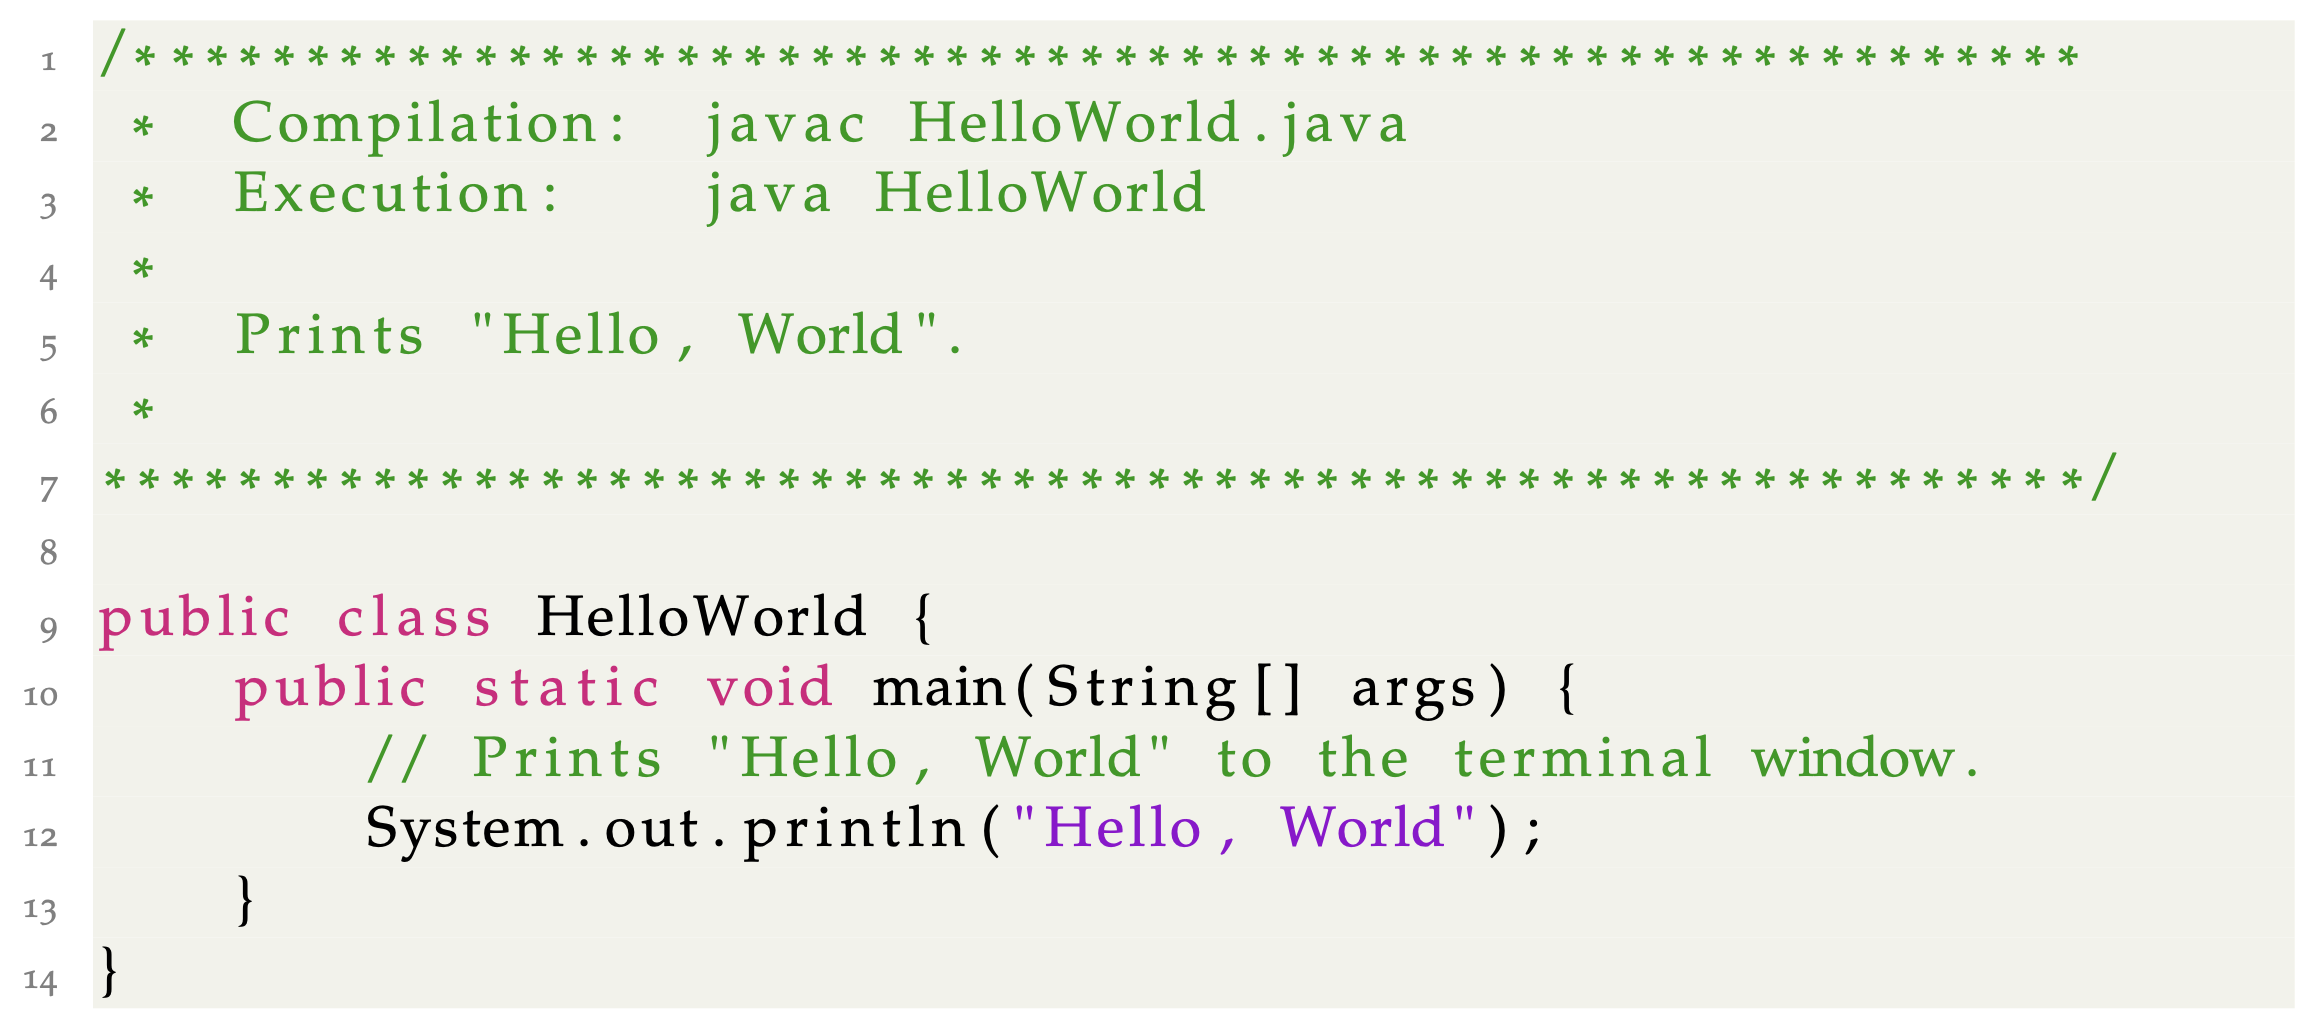 1 /**********************************************************
2  *  Compilation:  javac HelloWorld.java
3  *  Execution:    java HelloWorld
4  *
5  *  Prints "Hello, World".
6  *
7 ***********************************************************/
8
9 public class HelloWorld {
10     public static void main(String[] args) {
11         // Prints "Hello, World" to the terminal window.
12         System.out.println("Hello, World");
13     }
14 }